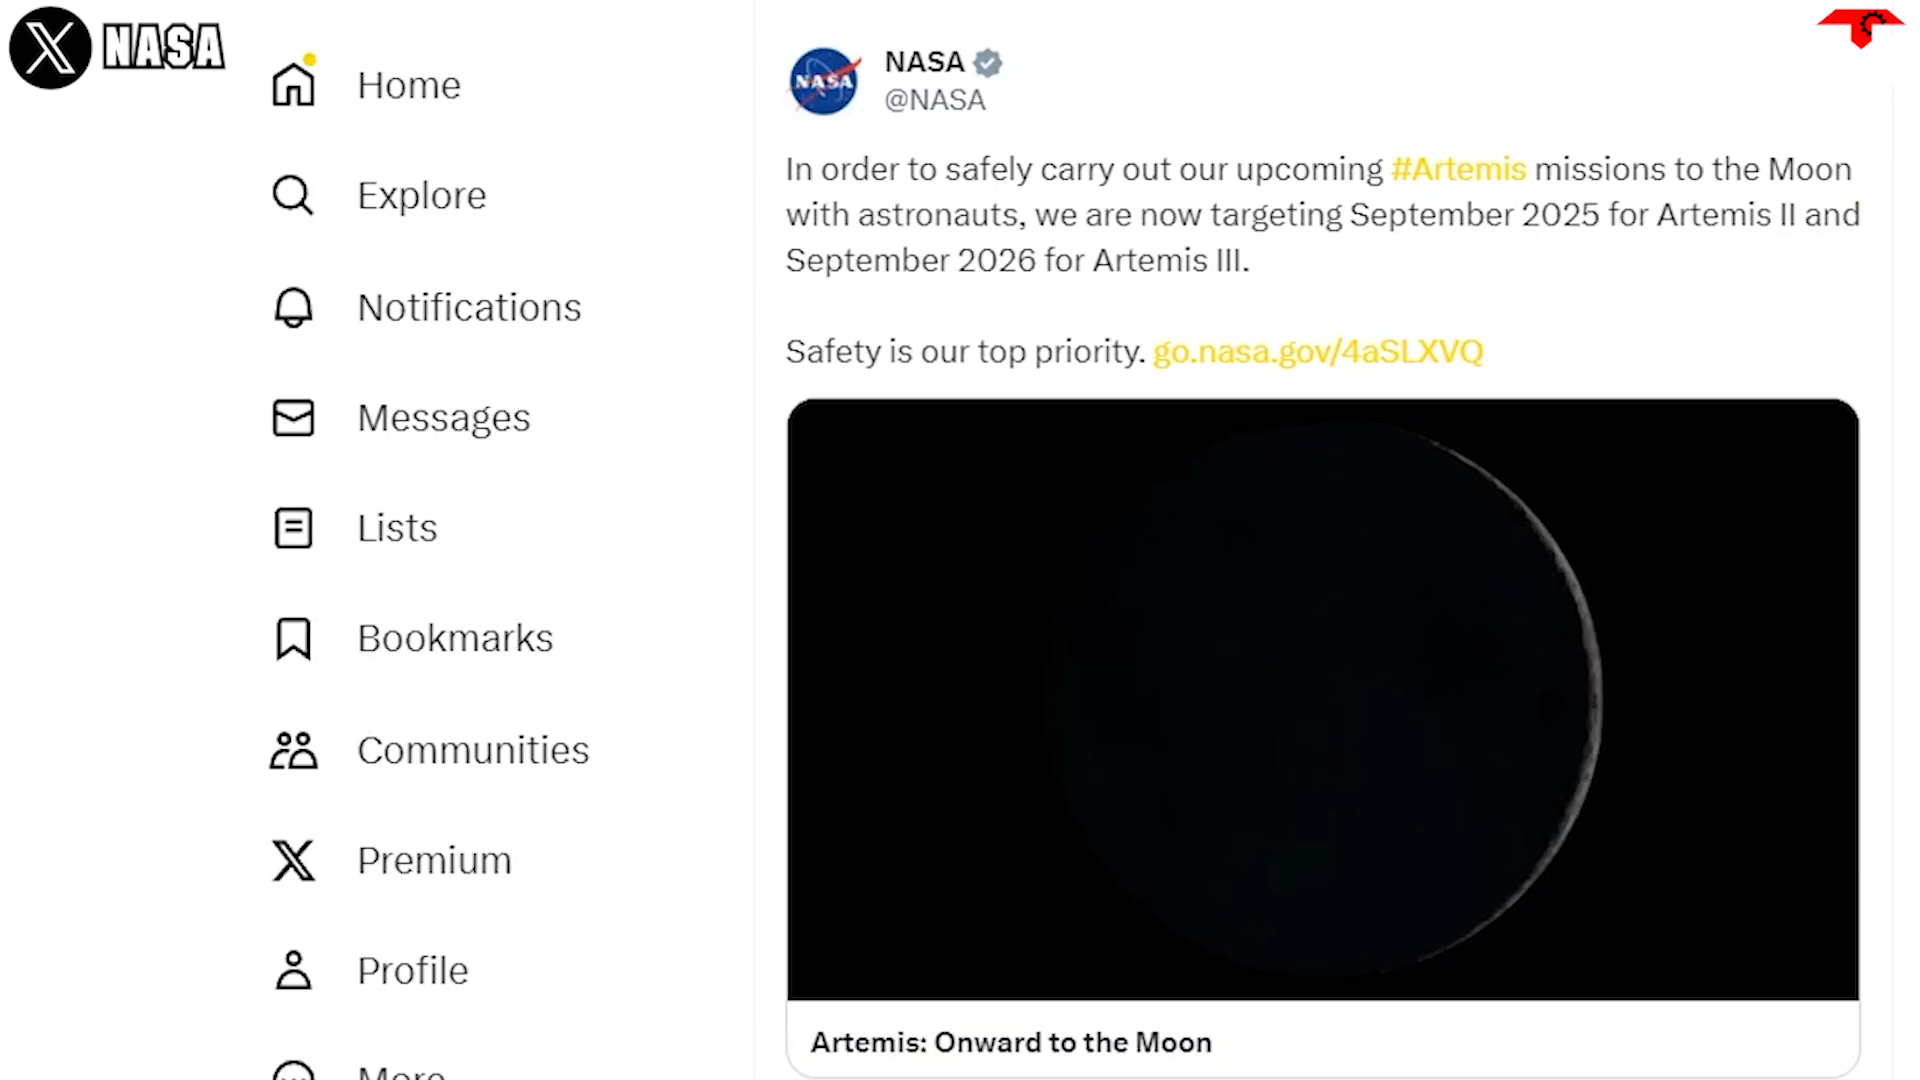 NASA
Home
Explore
Notifications
Messages
Lists
Bookmarks
Communities
Premium
Profile
More
NASA
NASA
@NASA
In order to safely carry out our upcoming #Artemis missions to the Moon
with astronauts, we are now targeting September 2025 for Artemis II and
September 2026 for Artemis III.
Safety is our top priority. go.nasa.gov/4aSLXVQ
Artemis: Onward to the Moon